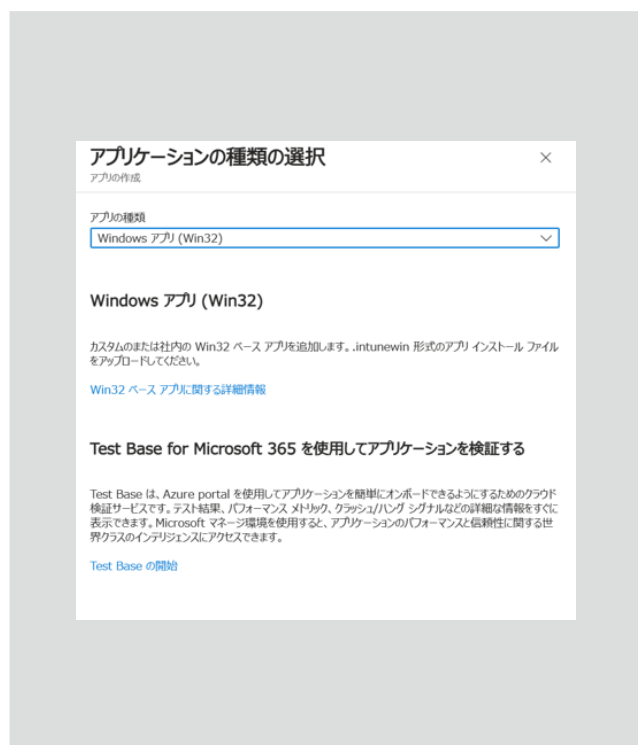 アプリケーションの種類の選択
アプリの作成
アプリの種類
Windows アプリ (Win32)
Windows アプリ (Win32)
カスタムのまたは社内の Win32 ベース アプリを追加します。.intunewin 形式のアプリ インストール ファイル
をアップロードしてください。
Win32 ベース アプリに関する詳細情報
Test Base for Microsoft 365 を使用してアプリケーションを検証する
Test Base は、Azure portal を使用してアプリケーションを簡単にオンボードできるようにするためのクラウド
検証サービスです。テスト結果、パフォーマンス メトリック、クラッシュ/ハング シグナルなどの詳細な情報をすぐに
表示できます。Microsoft マネージ環境を使用すると、アプリケーションのパフォーマンスと信頼性に関する世
界クラスのインテリジェンスにアクセスできます。
Test Base の開始